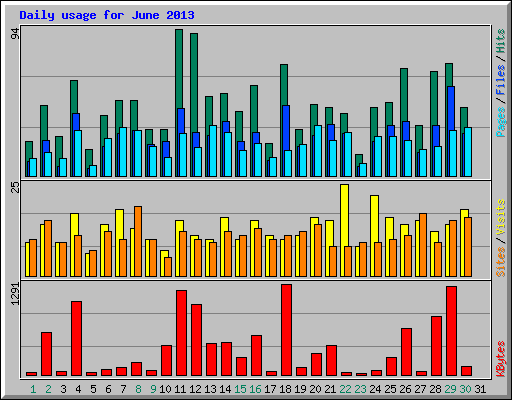 Daily usage for June 2013
94
Pages / Files / Hits
25
Sites / Visits
1291
KBytes
1 2 3 4 5 6 7 8 9 10 11 12 13 14 15 16 17 18 19 20 21 22 23 24 25 26 27 28 29 30 31